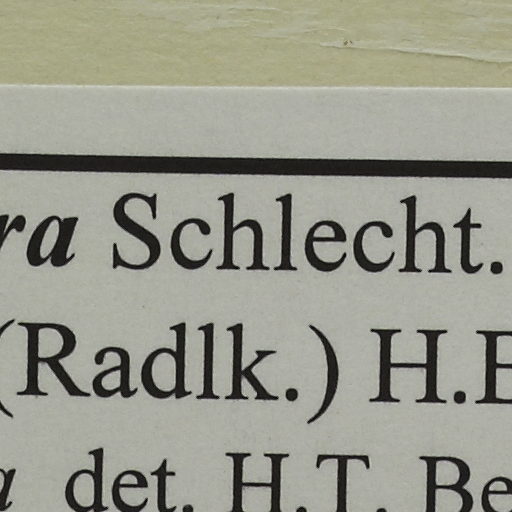 ra Schlecht.
(Radlk.) H.E
a det. H.T. Be